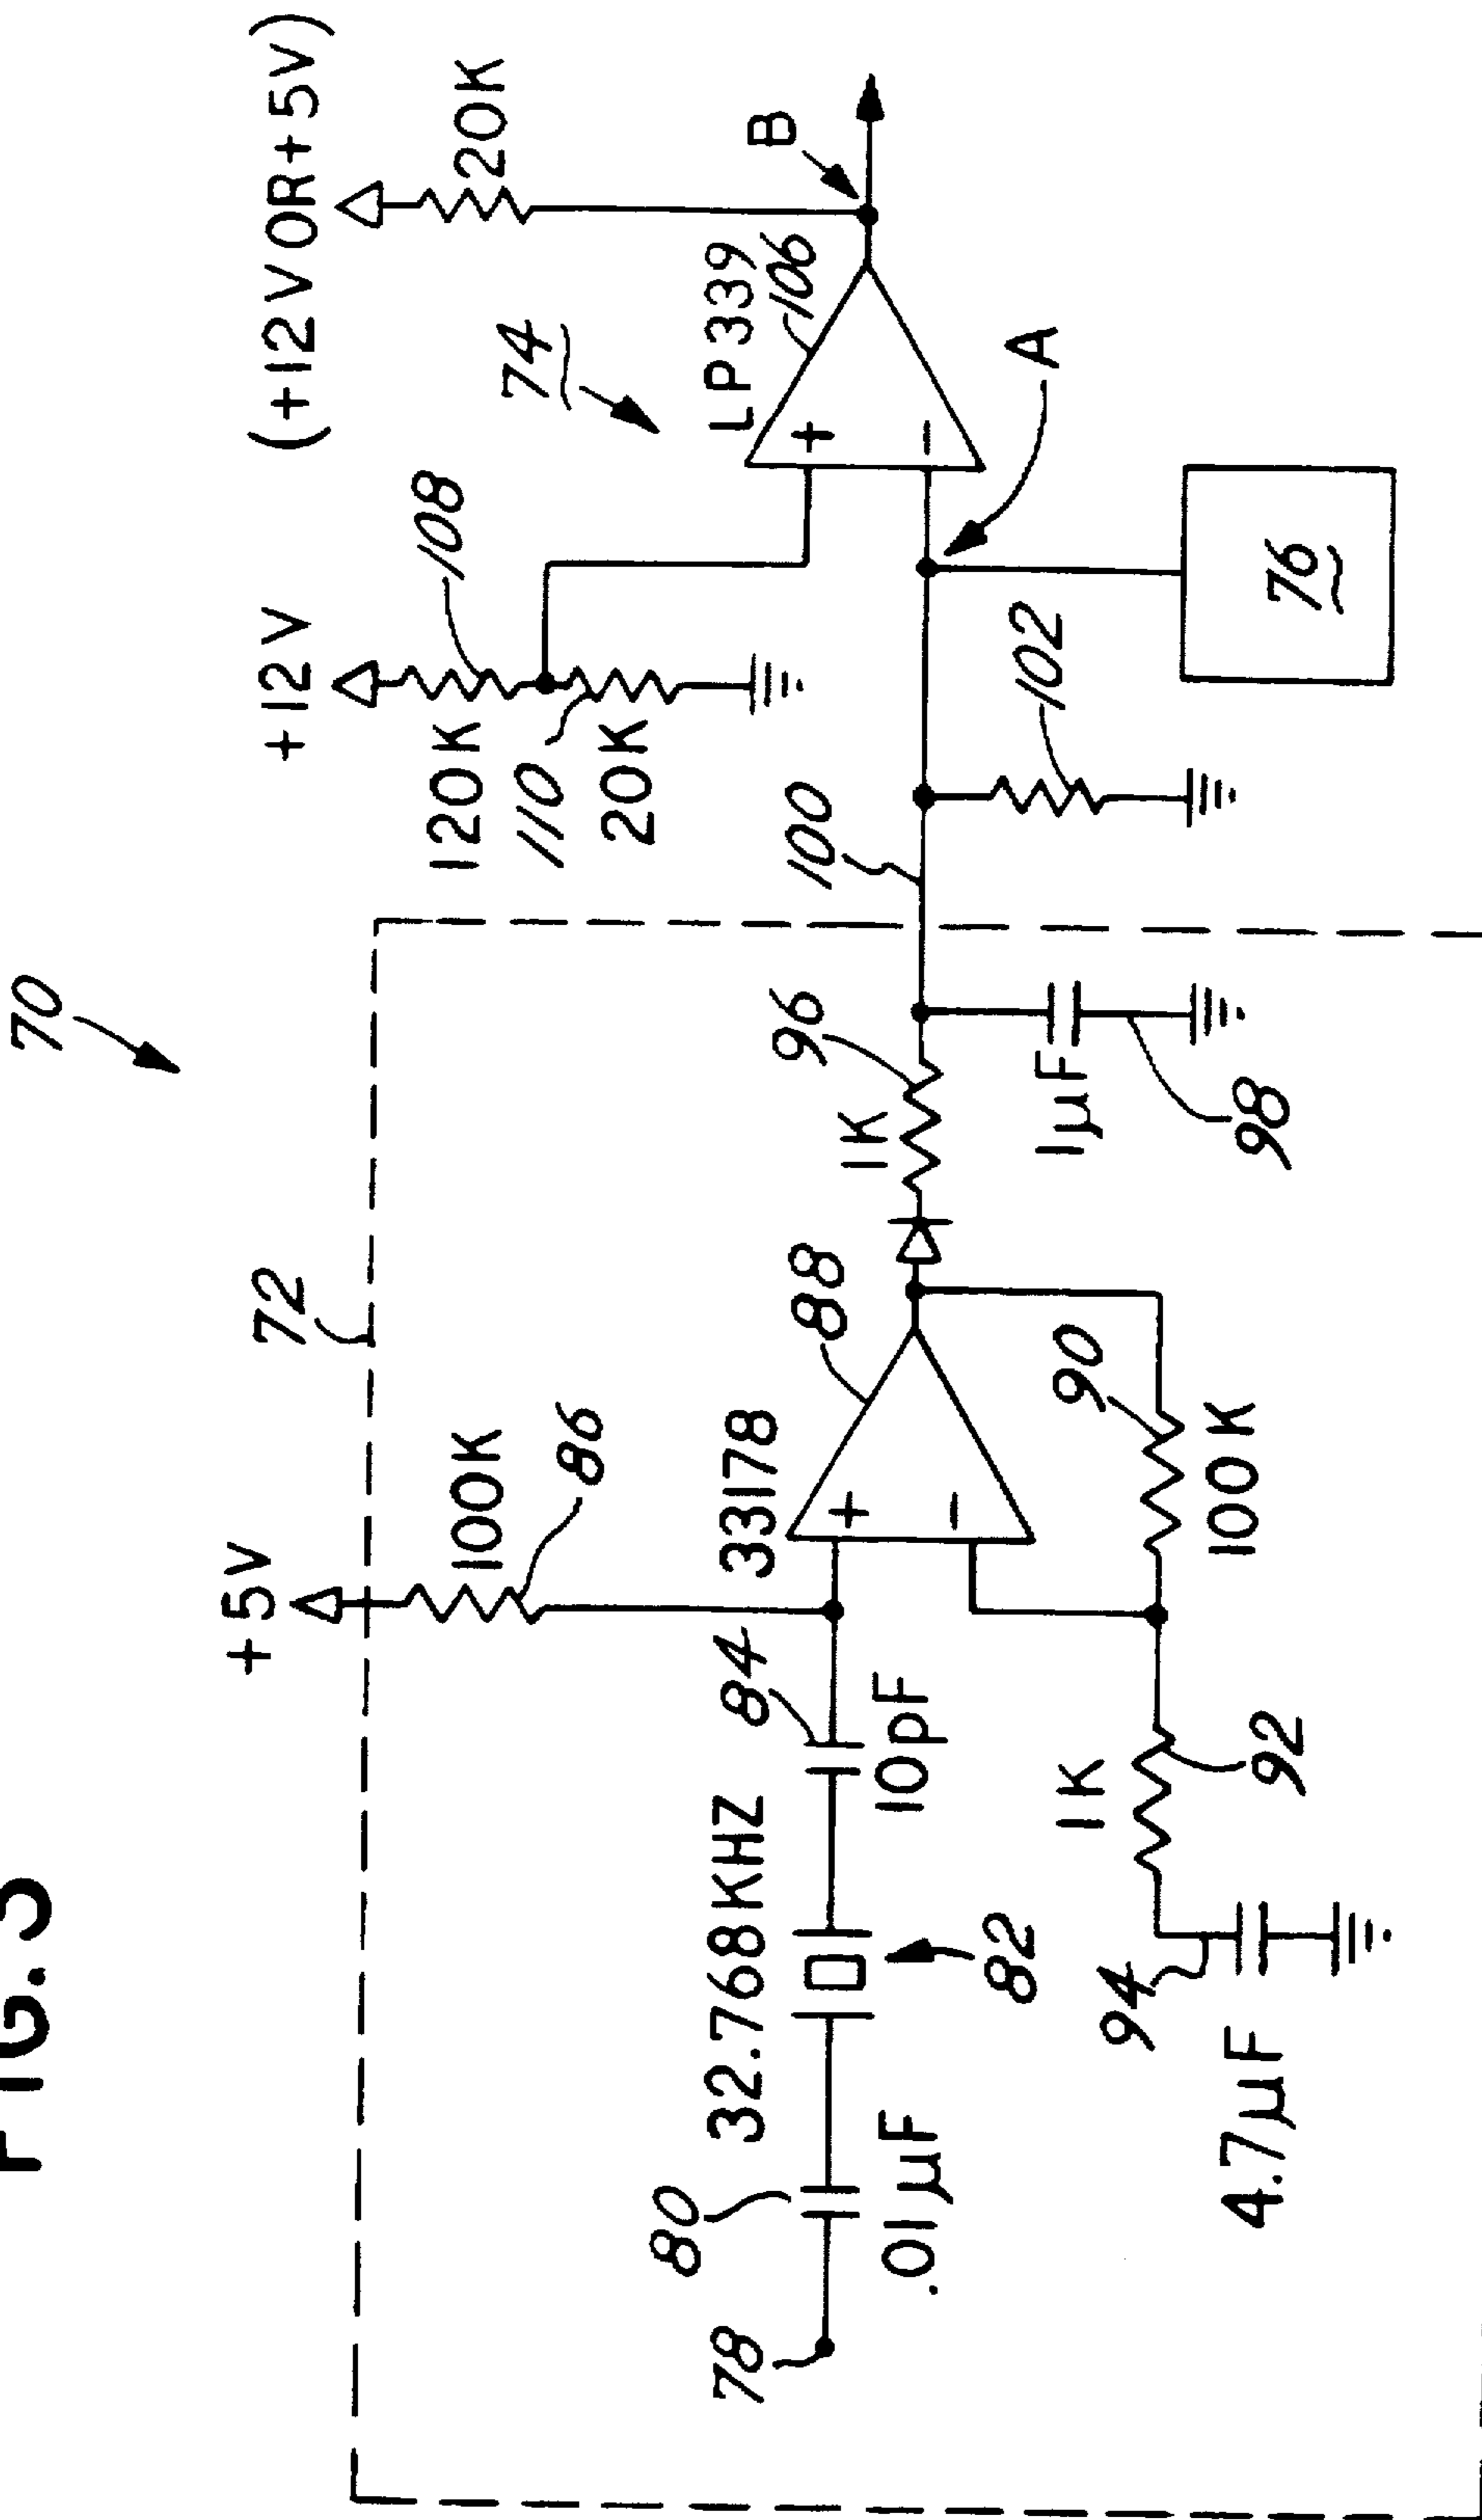 FIG.
70
72
+5V
+12V
(+12V OR +5V)
100K
86
120K
108
110
20K
20K
74
80
32.768KHZ
84
33178
88
96
100
LP339
106
B
78
.01µF
82
10pF
1K
1µF
98
102
A
94
1K
90
76
4.7µF
92
100K